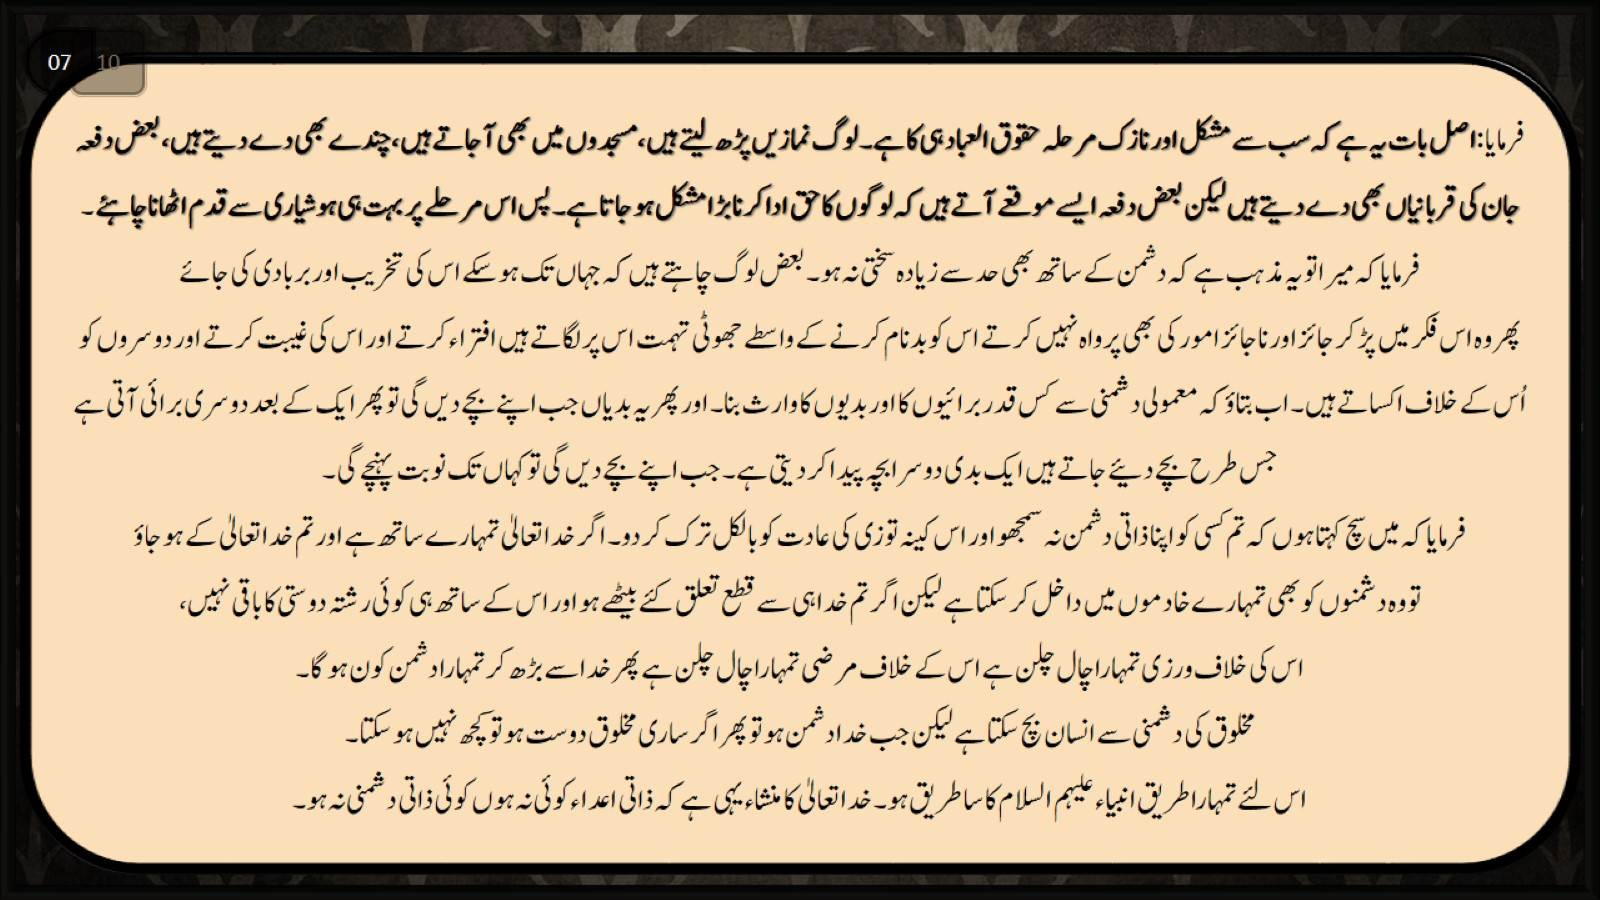 07 10
فرمایا: اصل بات یہ ہے کہ سب سے مشکل اور نازک مرحلہ حقوق العباد ہی کا ہے۔ لوگ نمازیں پڑھ لیتے ہیں، مسجدوں میں بھی آ جاتے ہیں، چندے بھی دے دیتے ہیں، بعض دفعہ
جان کی قربانیاں بھی دے دیتے ہیں لیکن بعض دفعہ ایسے موقعے آتے ہیں کہ لوگوں کا حق ادا کرنا بڑا مشکل ہو جاتا ہے۔ پس اس مرحلے پر بہت ہی ہوشیاری سے قدم اٹھانا چاہئے۔
فرمایا کہ میرا تو یہ مذہب ہے کہ دشمن کے ساتھ بھی حد سے زیادہ سختی نہ ہو۔ بعض لوگ چاہتے ہیں کہ جہاں تک ہو سکے اس کی تخریب اور بربادی کی جائے
پھر وہ اس فکر میں پڑ کر جائز اور ناجائز امور کی بھی پرواہ نہیں کرتے اس کو بدنام کرنے کے واسطے جھوٹی تہمت اس پر لگاتے ہیں افتراء کرتے اور اس کی غیبت کرتے اور دوسروں کو
اُس کے خلاف اکساتے ہیں۔ اب بتاؤ کہ معمولی دشمنی سے کس قدر برائیوں کا اور بدیوں کا وارث بنا۔ اور پھر یہ بدیاں جب اپنے بچے دیں گی تو پھر ایک کے بعد دوسری برائی آتی ہے
جس طرح بچے دیئے جاتے ہیں ایک بدی دوسرا بچہ پیدا کر دیتی ہے۔ جب اپنے بچے دیں گی تو کہاں تک نوبت پہنچے گی۔
فرمایا کہ میں سچ کہتا ہوں کہ تم کسی کو اپنا ذاتی دشمن نہ سمجھو اور اس کینہ توزی کی عادت کو بالکل ترک کر دو۔ اگر خدا تعالیٰ تمہارے ساتھ ہے اور تم خدا تعالیٰ کے ہو جاؤ
تو وہ دشمنوں کو بھی تمہارے خادموں میں داخل کر سکتا ہے لیکن اگر تم خدا ہی سے قطع تعلق کئے بیٹھے ہو اور اس کے ساتھ ہی کوئی رشتہ دوستی کا باقی نہیں،
اس کی خلاف ورزی تمہارا چال چلن ہے اس کے خلاف مرضی تمہارا چال چلن ہے پھر خدا سے بڑھ کر تمہارا دشمن کون ہو گا۔
مخلوق کی دشمنی سے انسان بچ سکتا ہے لیکن جب خدا دشمن ہو تو پھر اگر ساری مخلوق دوست ہو تو کچھ نہیں ہو سکتا۔
اس لئے تمہارا طریق انبیاء علیہم السلام کا سا طریق ہو۔ خدا تعالیٰ کا منشاء یہی ہے کہ ذاتی اعداء کوئی نہ ہوں کوئی ذاتی دشمنی نہ ہو۔